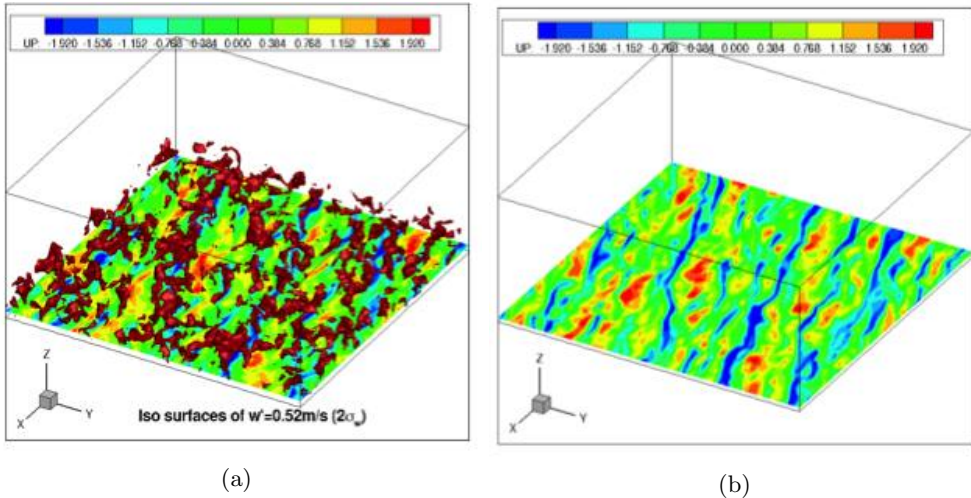 UP: -1.920 -1.536 -1.152 -0.768 -0.384 0.000 0.384 0.768 1.152 1.536 1.920
UP: -1.920 -1.536 -1.152 -0.768 -0.384 0.000 0.384 0.768 1.152 1.536 1.920
Z
X
Y
Iso surfaces of w'=0.52m/s (2σw)
Z
X
Y
(a)
(b)